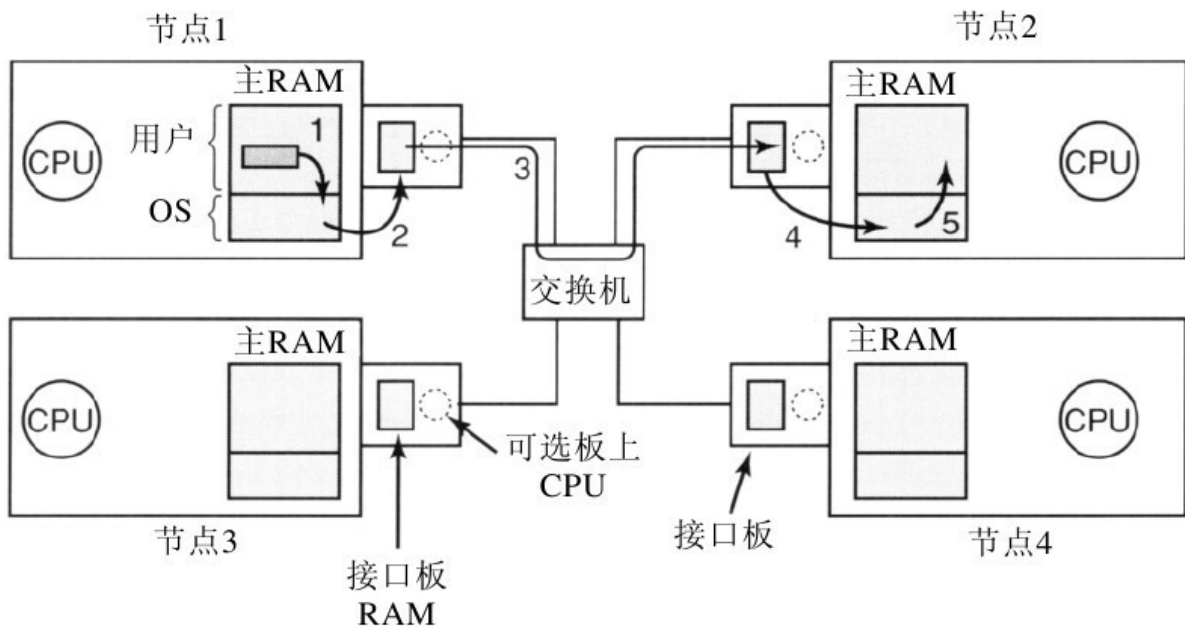 节点1
节点2
主RAM
主RAM
用户
1
CPU
3
CPU
OS
2
4
5
交换机
主RAM
主RAM
CPU
CPU
可选板上
CPU
接口板
节点3
节点4
接口板
RAM